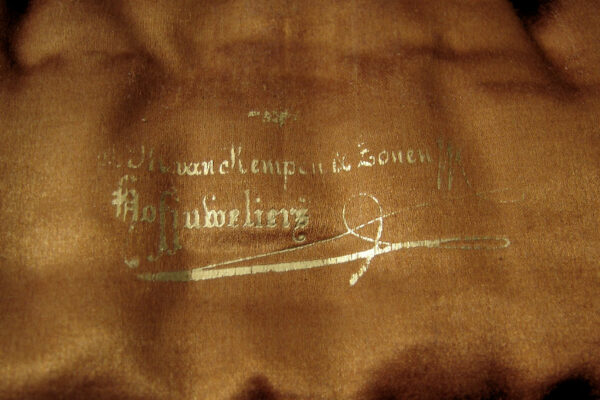 van Kempen & Zonen
Hofjuweliers